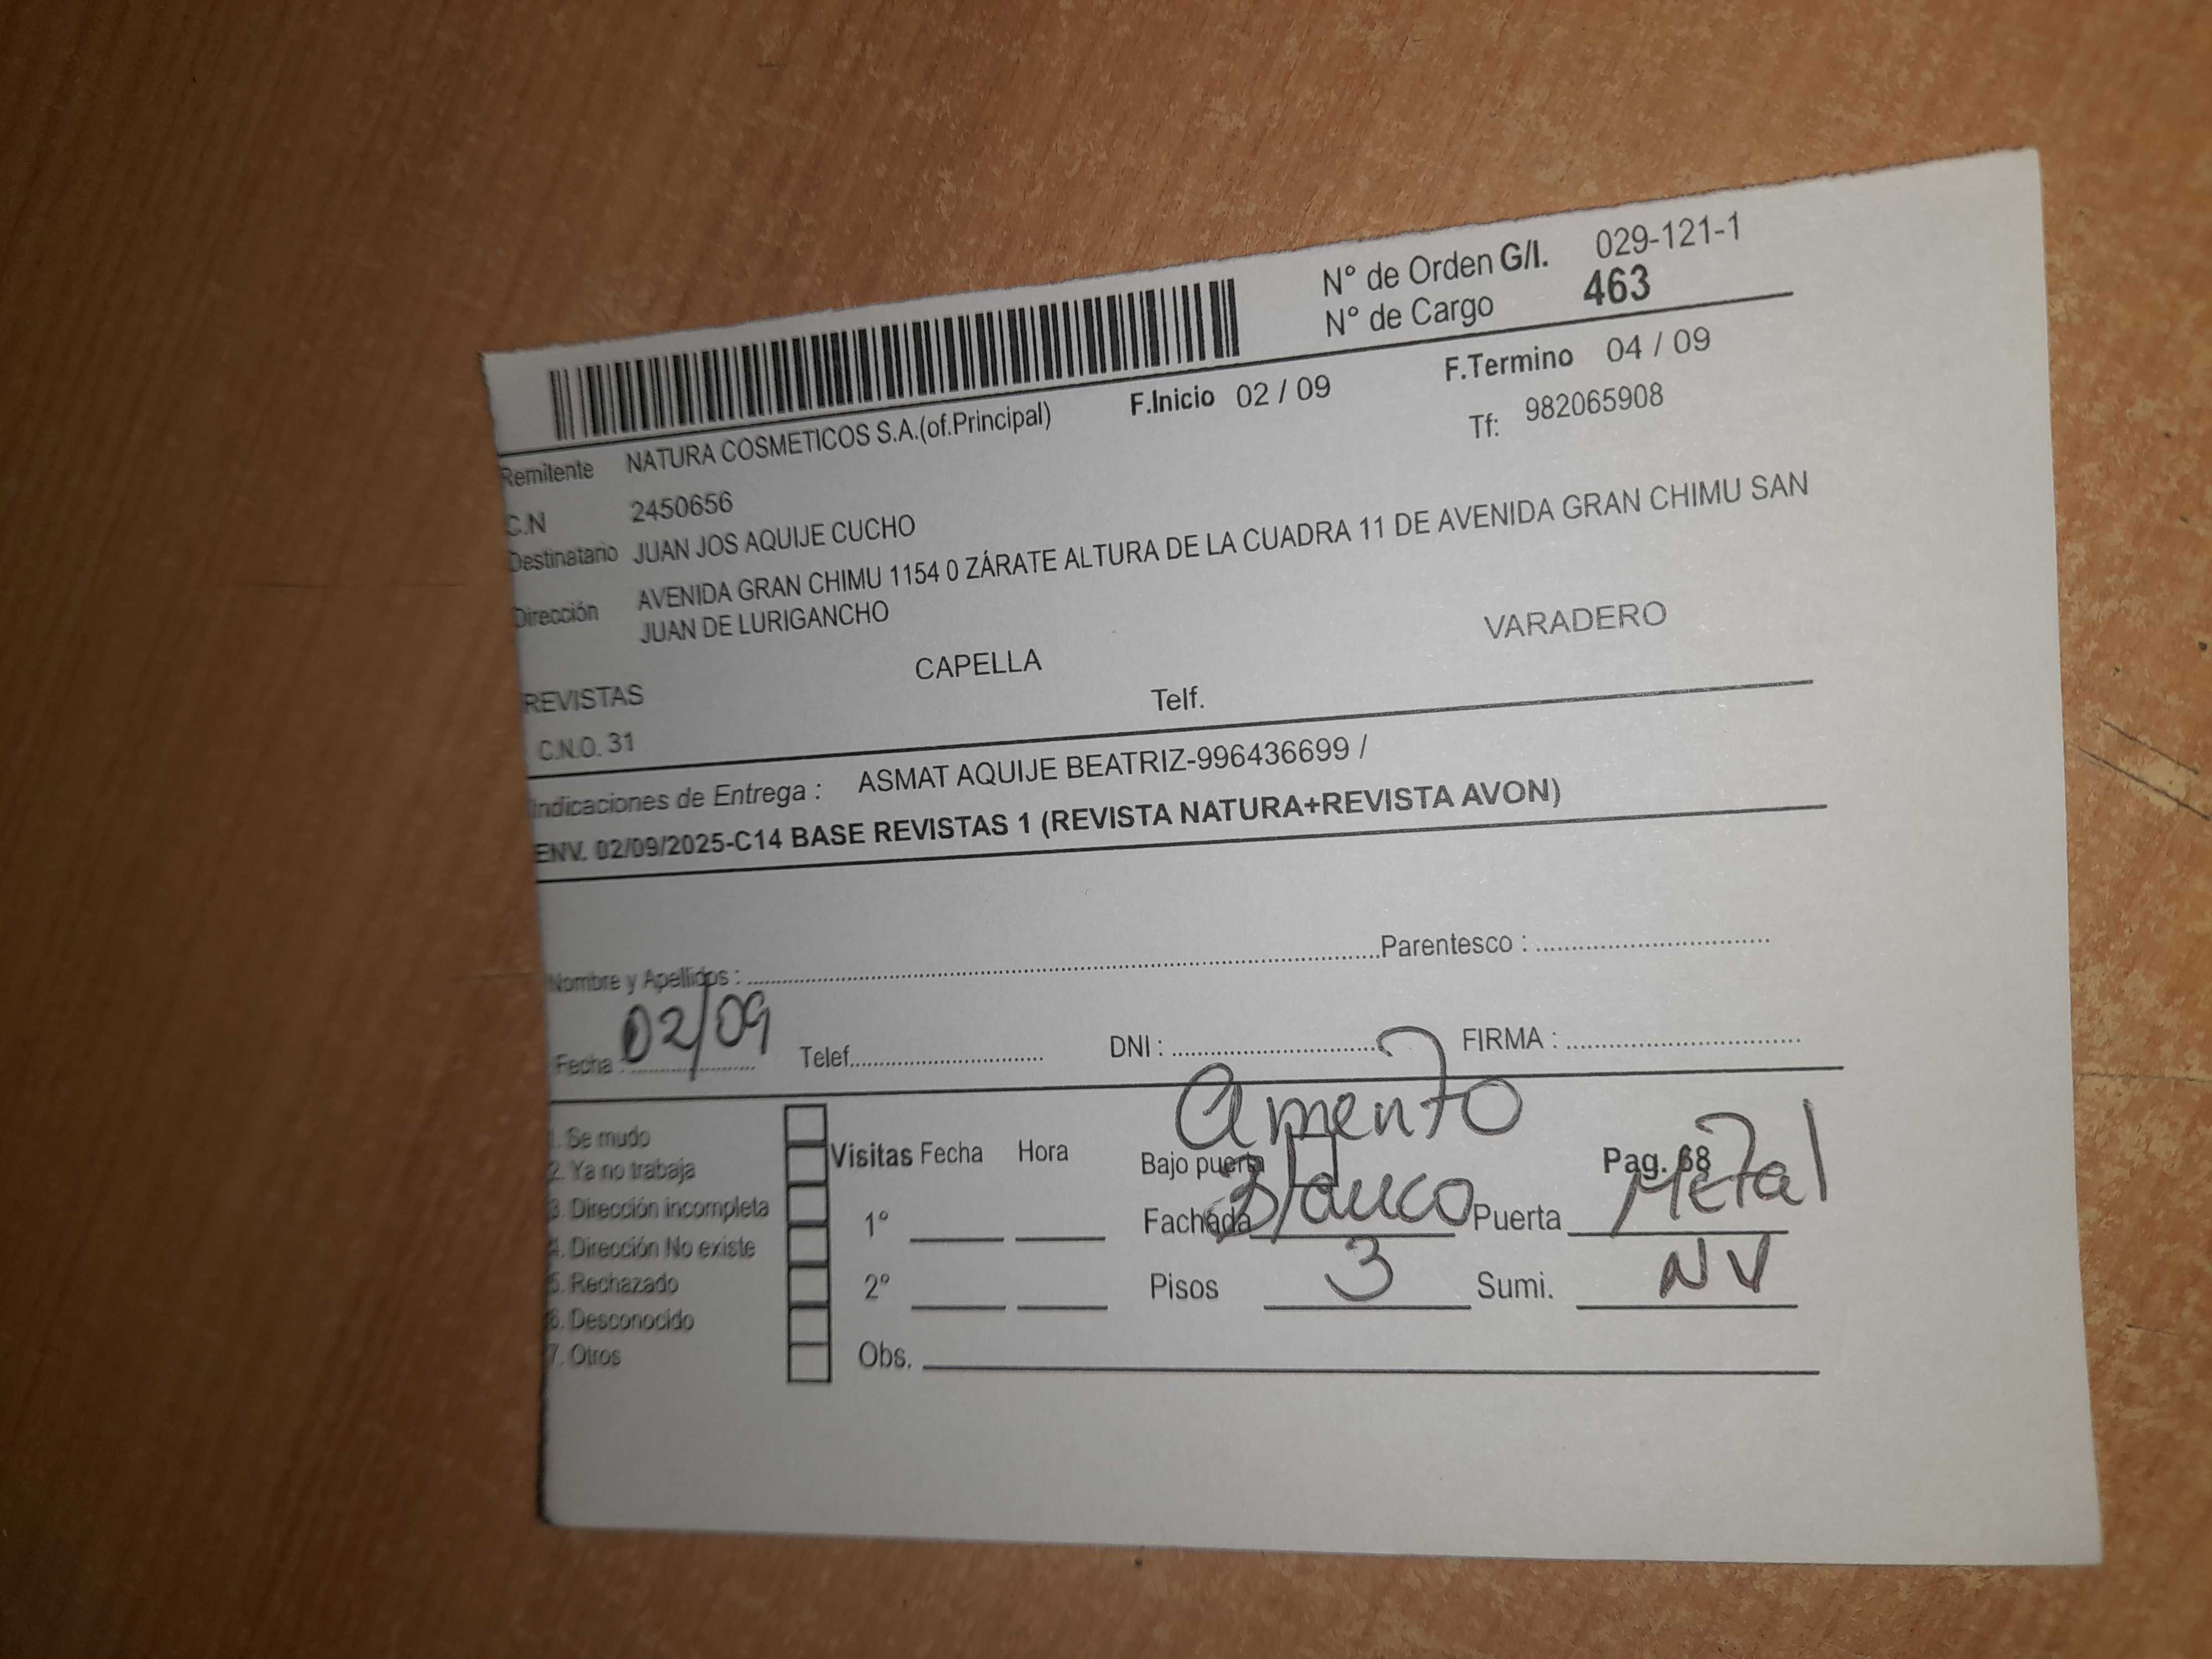 N° de Orden G/I. 029-121-1
N° de Cargo 463
F.Inicio 02 / 09 F.Termino 04 / 09
Remitente NATURA COSMETICOS S.A.(of.Principal) Tf: 982065908
C.N 2450656
Destinatario JUAN JOS AQUIJE CUCHO
Dirección AVENIDA GRAN CHIMU 1154 0 ZÁRATE ALTURA DE LA CUADRA 11 DE AVENIDA GRAN CHIMU SAN
JUAN DE LURIGANCHO
REVISTAS CAPELLA VARADERO
C.N.O. 31 Telf.
Indicaciones de Entrega : ASMAT AQUIJE BEATRIZ-996436699 /
ENV. 02/09/2025-C14 BASE REVISTAS 1 (REVISTA NATURA+REVISTA AVON)
Nombre y Apellidos : Parentesco :
Fecha : 02/09 Telef. DNI : FIRMA :
1. Se mudo
2. Ya no trabaja
3. Dirección incompleta
4. Dirección No existe
5. Rechazado
6. Desconocido
7. Otros
Visitas Fecha Hora
1°
2°
Obs.
Bajo puerta Pag. 68
Fachada Blanco Puerta Metal
Pisos 3 Sumi. NV